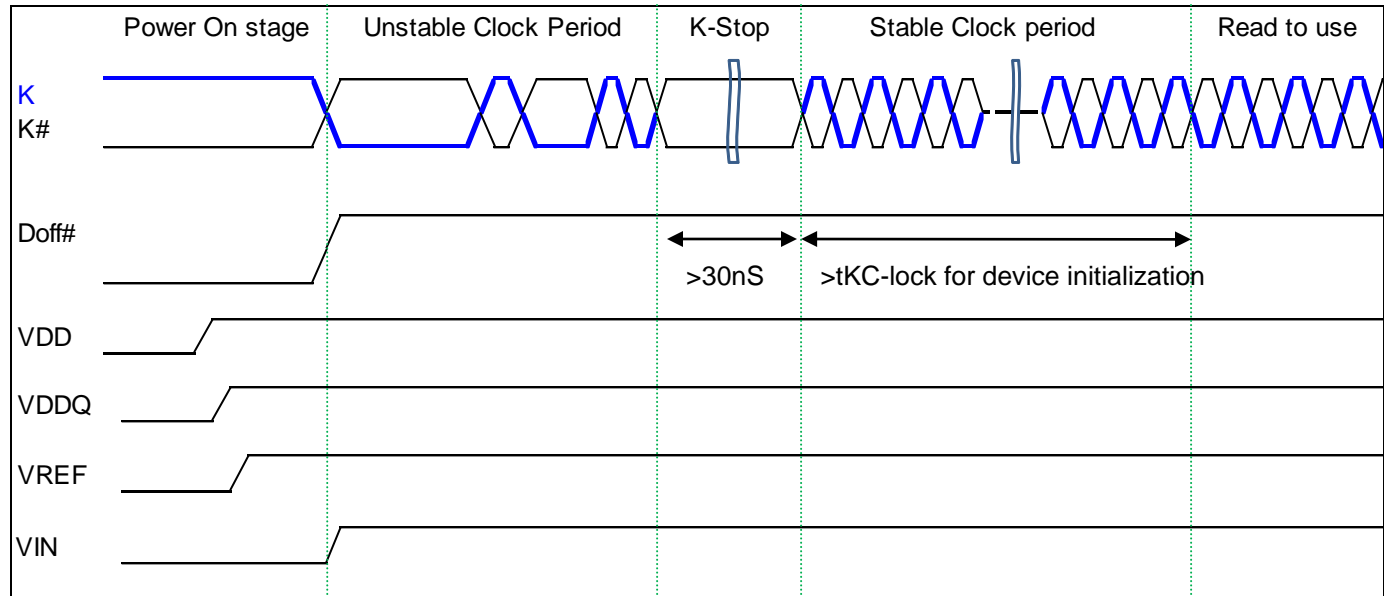 Power On stage Unstable Clock Period K-Stop Stable Clock period Read to use
K
K#
Doff#
>30nS >tKC-lock for device initialization
VDD
VDDQ
VREF
VIN